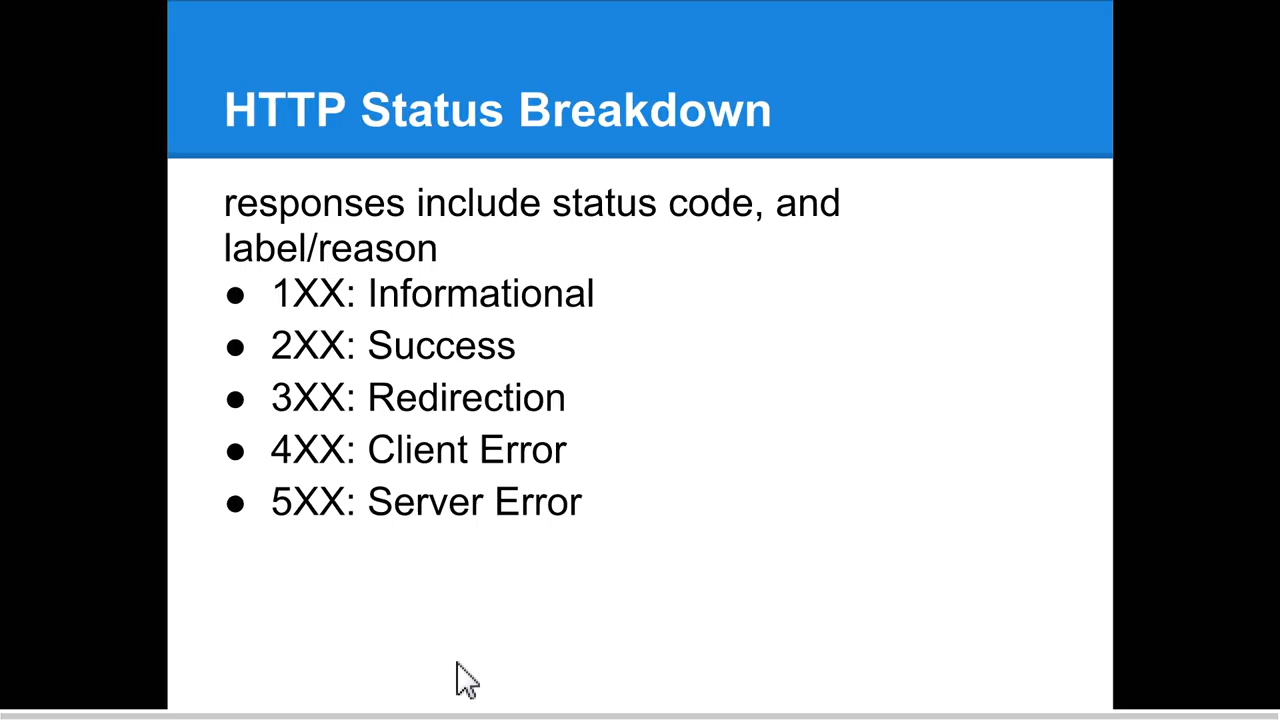 HTTP Status Breakdown
responses include status code, and
label/reason
● 1XX: Informational
● 2XX: Success
● 3XX: Redirection
● 4XX: Client Error
● 5XX: Server Error